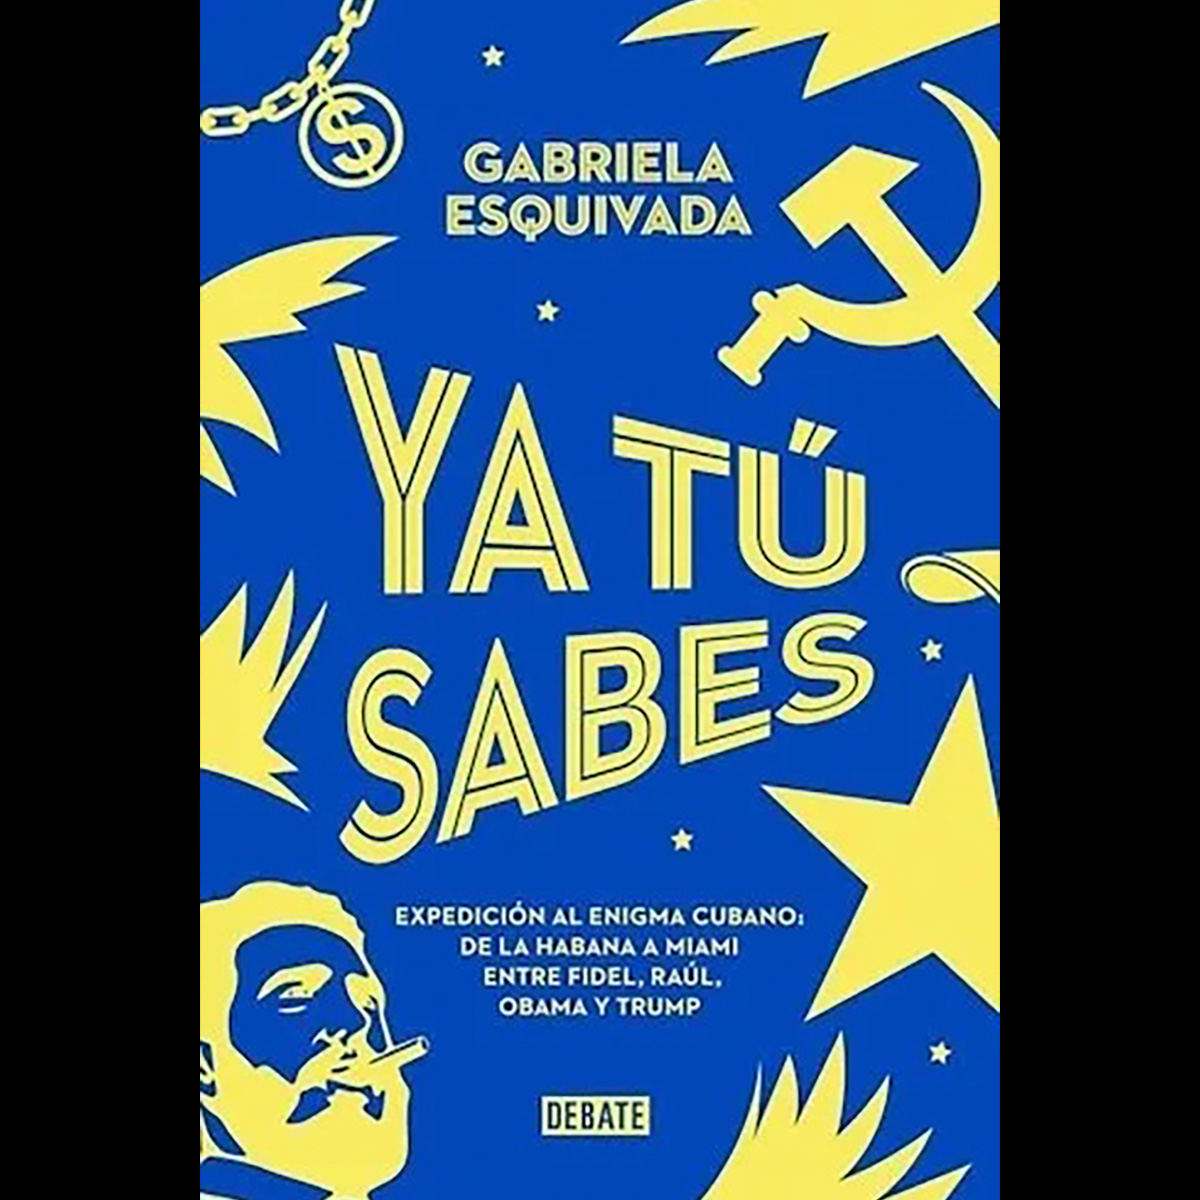 $
GABRIELA
ESQUIVADA
YA TÚ
SABES
EXPEDICIÓN AL ENIGMA CUBANO:
DE LA HABANA A MIAMI
ENTRE FIDEL, RAÚL,
OBAMA Y TRUMP
DEBATE